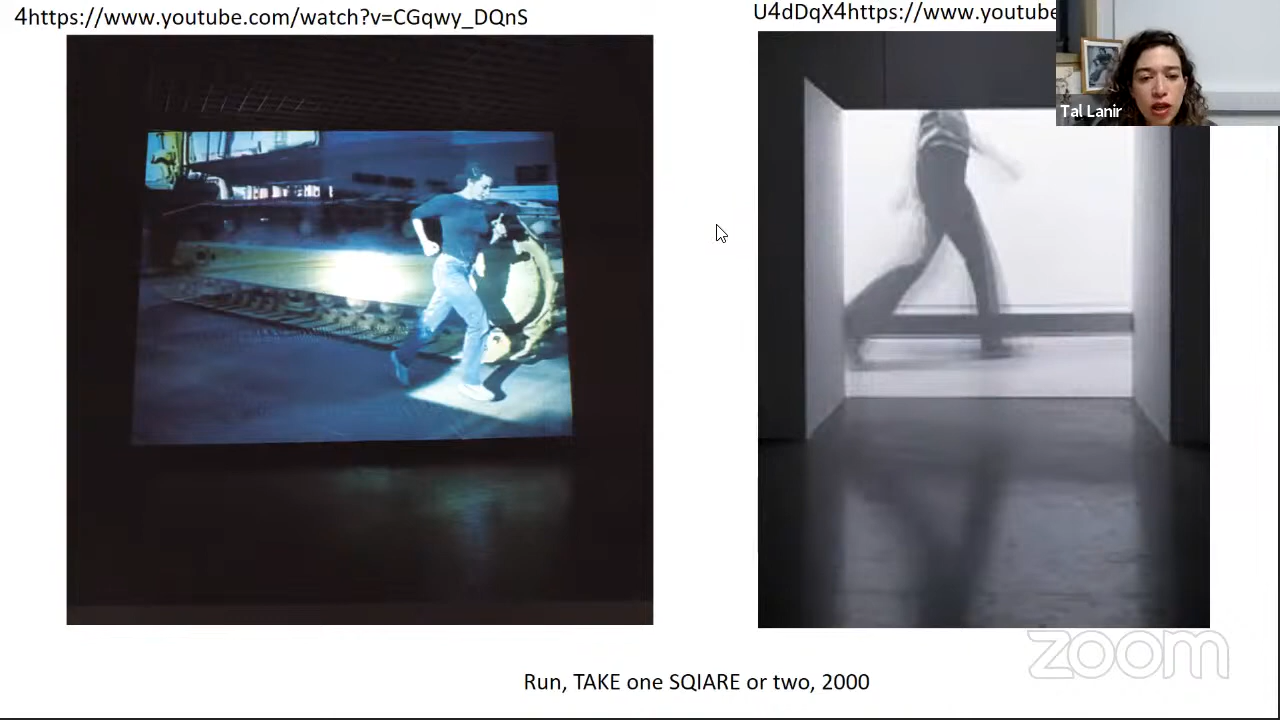 4https://www.youtube.com/watch?v=CGqwy_DQnS
U4dDqX4https://www.youtube
Tal Lanir
Run, TAKE one SQIARE or two, 2000
zoom